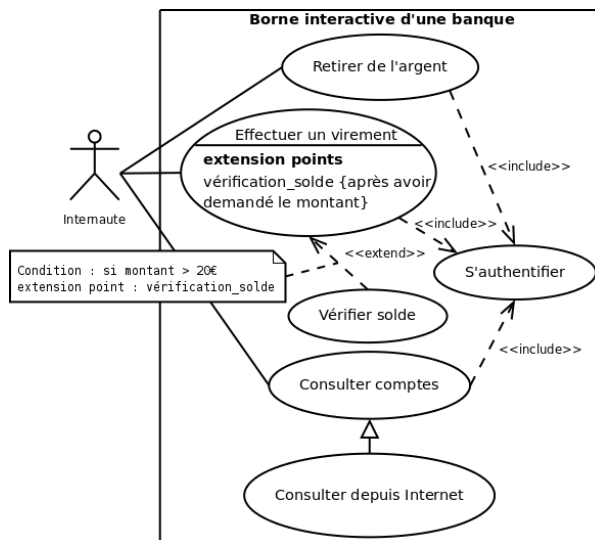 Borne interactive d'une banque
Retirer de l'argent
Effectuer un virement
extension points
vérification_solde {après avoir
demandé le montant}
<<include>>
Internaute
<<include>>
<<extend>>
Condition : si montant > 20€
extension point : vérification_solde
S'authentifier
Vérifier solde
<<include>>
Consulter comptes
Consulter depuis Internet